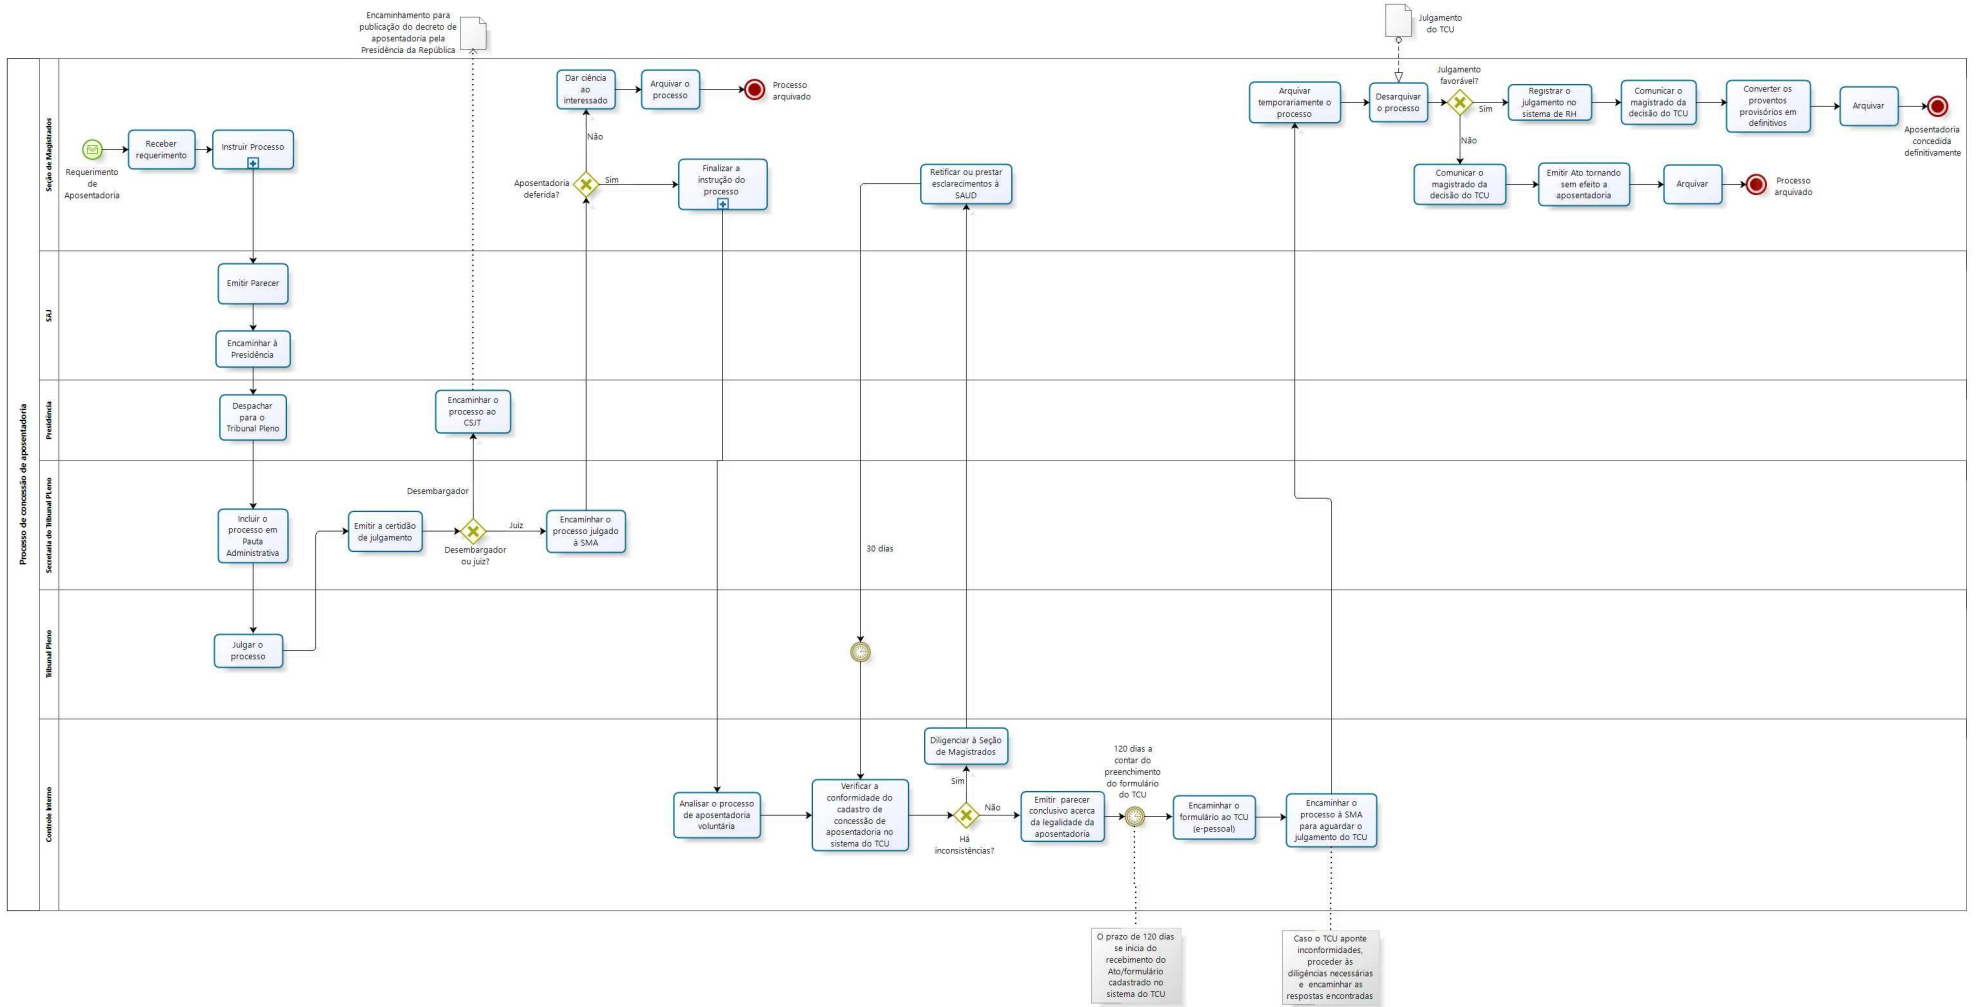 Encaminhamento para
publicação do decreto de
aposentadoria pela
Presidência da República
Julgamento
do TCU
Processo de concessão de aposentadoria
Seção de Magistrados
Requerimento
de
Aposentadoria
Receber
requerimento
Instruir Processo
Dar ciência
ao
interessado
Arquivar o
processo
Processo
arquivado
Não
Aposentadoria
deferida?
Sim
Finalizar a
instrução do
processo
Retificar ou prestar
esclarecimentos à
SAUD
Arquivar
temporariamente o
processo
Desarquivar
o processo
Julgamento
favorável?
Sim
Registrar o
julgamento no
sistema de RH
Comunicar o
magistrado da
decisão do TCU
Converter os
proventos
provisórios em
definitivos
Arquivar
Aposentadoria
concedida
definitivamente
Não
Comunicar o
magistrado da
decisão do TCU
Emitir Ato tornando
sem efeito a
aposentadoria
Arquivar
Processo
arquivado
SAJ
Emitir Parecer
Encaminhar à
Presidência
Presidência
Despachar
para o
Tribunal Pleno
Encaminhar o
processo ao
CSJT
Secretaria do Tribunal PLeno
Incluir o
processo em
Pauta
Administrativa
Emitir a certidão
de julgamento
Desembargador
Desembargador
ou juiz?
Juiz
Encaminhar o
processo julgado
à SMA
30 dias
Tribunal Pleno
Julgar o
processo
Controle Interno
Analisar o processo
de aposentadoria
voluntária
Verificar a
conformidade do
cadastro de
concessão de
aposentadoria no
sistema do TCU
Diligenciar à Seção
de Magistrados
Sim
Há
inconsistências?
Não
Emitir parecer
conclusivo acerca
da legalidade da
aposentadoria
120 dias a
contar do
preenchimento
do formulário
do TCU
Encaminhar o
formulário ao TCU
(e-pessoal)
Encaminhar o
processo à SMA
para aguardar o
julgamento do TCU
O prazo de 120 dias
se inicia do
recebimento do
Ato/formulário
cadastrado no
sistema do TCU
Caso o TCU aponte
inconformidades,
proceder às
diligências necessárias
e encaminhar as
respostas encontradas